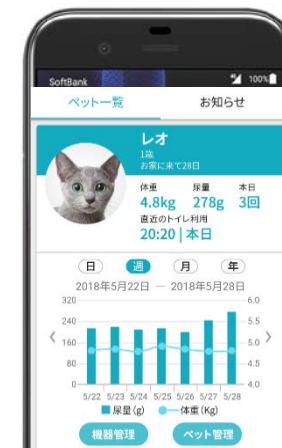 SoftBank 100%
ペット一覧 お知らせ
レオ
1歳
お家に来て28日
体重 尿量 本日
4.8kg 278g 3回
直近のトイレ利用
20:20 | 本日
日 週 月 年
2018年5月22日 — 2018年5月28日
320 6.0
240 5.5
160 5.0
80 4.5
0 4.0
5/22 5/23 5/24 5/25 5/26 5/27 5/28
尿量(g) 体重(Kg)
機器管理 ペット管理